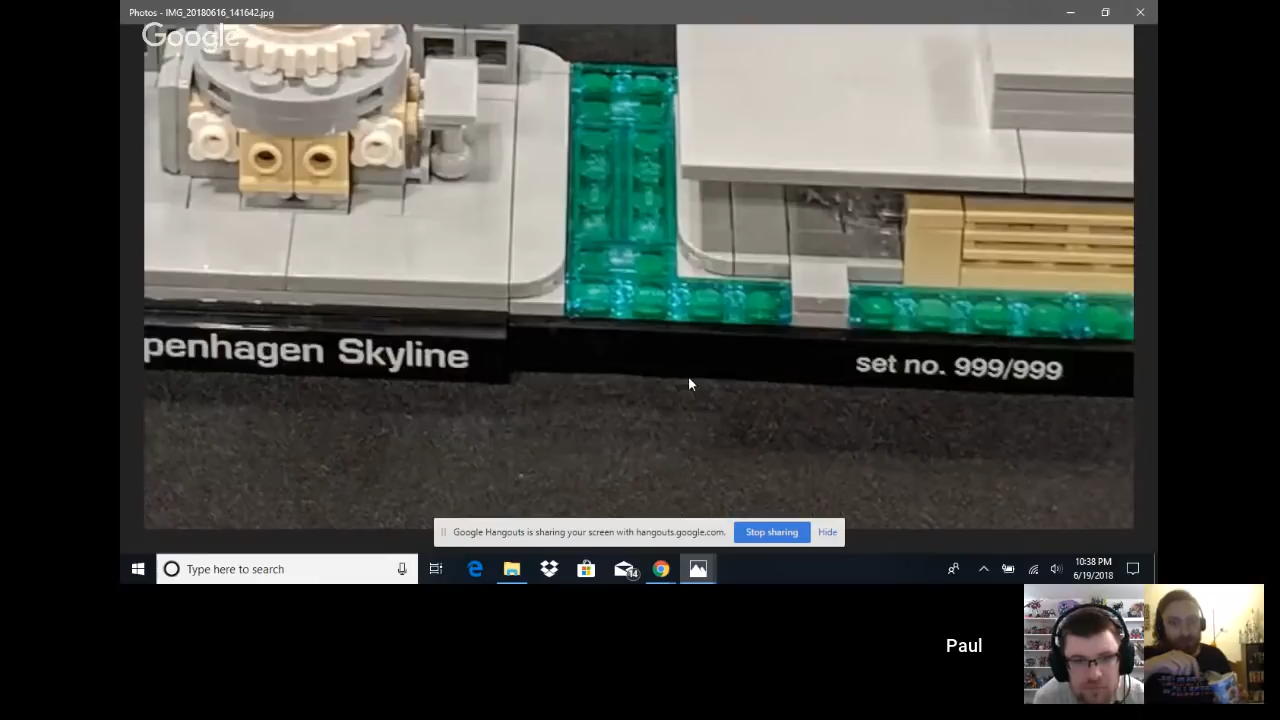 Photos - IMG_20180616_141642.jpg
Google
penhagen Skyline
set no. 999/999
Google Hangouts is sharing your screen with hangouts.google.com.
Stop sharing
Hide
Type here to search
14
10:38 PM
6/19/2018
Paul